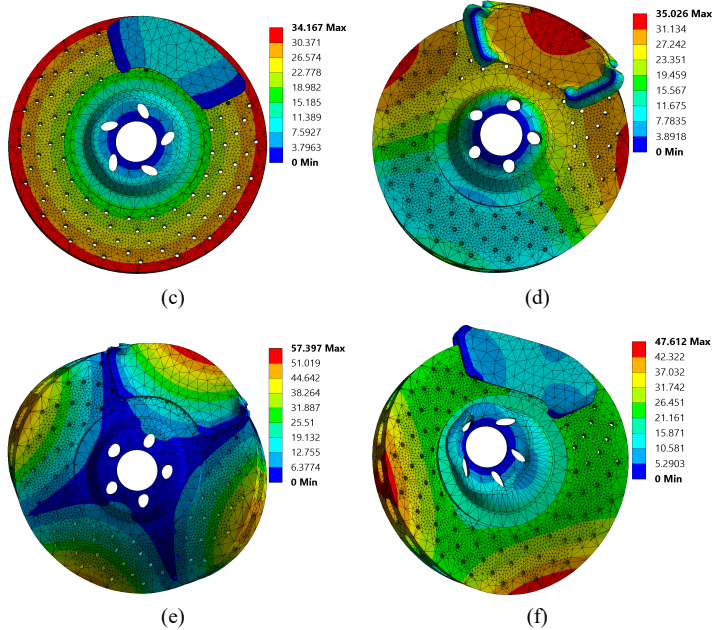 34.167 Max
30.371
26.574
22.778
18.982
15.185
11.389
7.5927
3.7963
0 Min
(c)
35.026 Max
31.134
27.242
23.351
19.459
15.567
11.675
7.7835
3.8918
0 Min
(d)
57.397 Max
51.019
44.642
38.264
31.887
25.51
19.132
12.755
6.3774
0 Min
(e)
47.612 Max
42.322
37.032
31.742
26.451
21.161
15.871
10.581
5.2903
0 Min
(f)